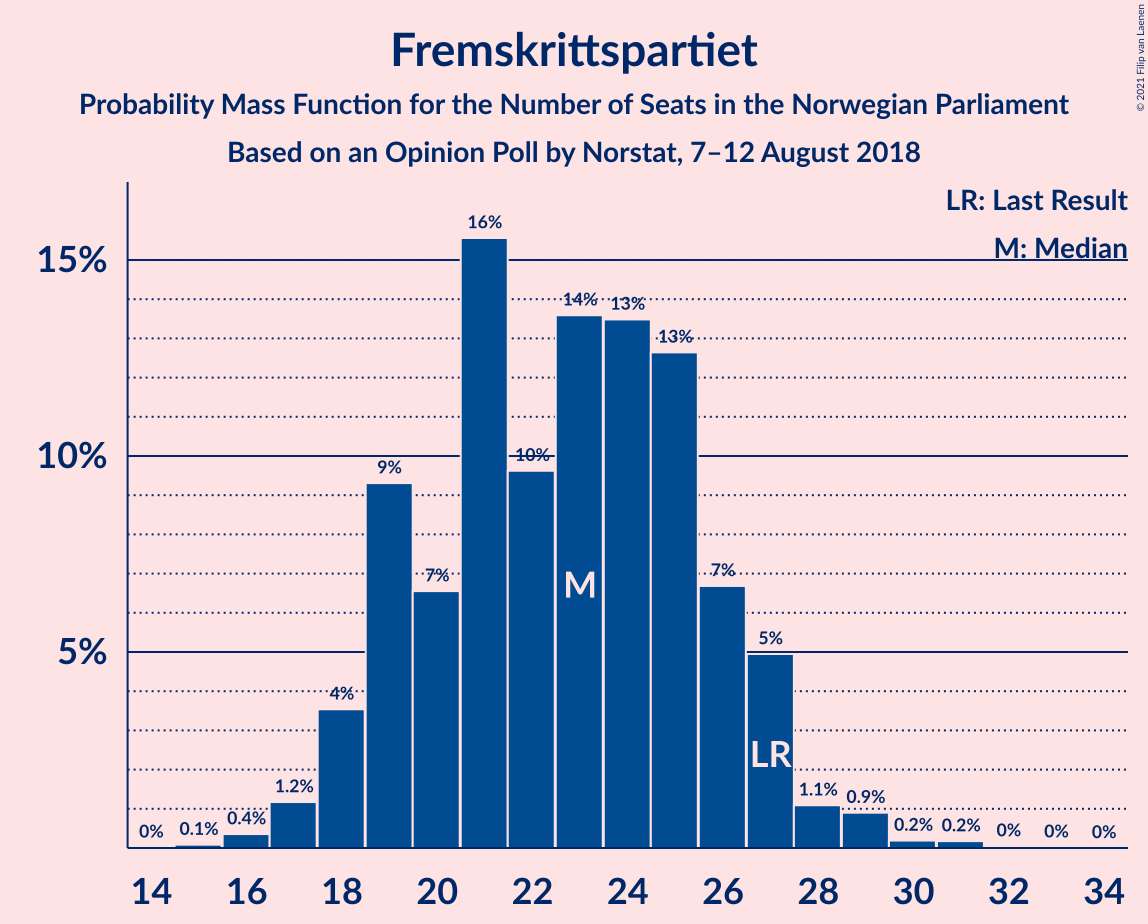 Fremskrittspartiet
Probability Mass Function for the Number of Seats in the Norwegian Parliament
Based on an Opinion Poll by Norstat, 7–12 August 2018
© 2021 Filip van Laenen
LR: Last Result
M: Median
15%
10%
5%
0%
0.1%
0.4%
1.2%
4%
9%
7%
16%
10%
14%
13%
13%
7%
5%
1.1%
0.9%
0.2%
0.2%
0%
0%
0%
M
LR
14 16 18 20 22 24 26 28 30 32 34